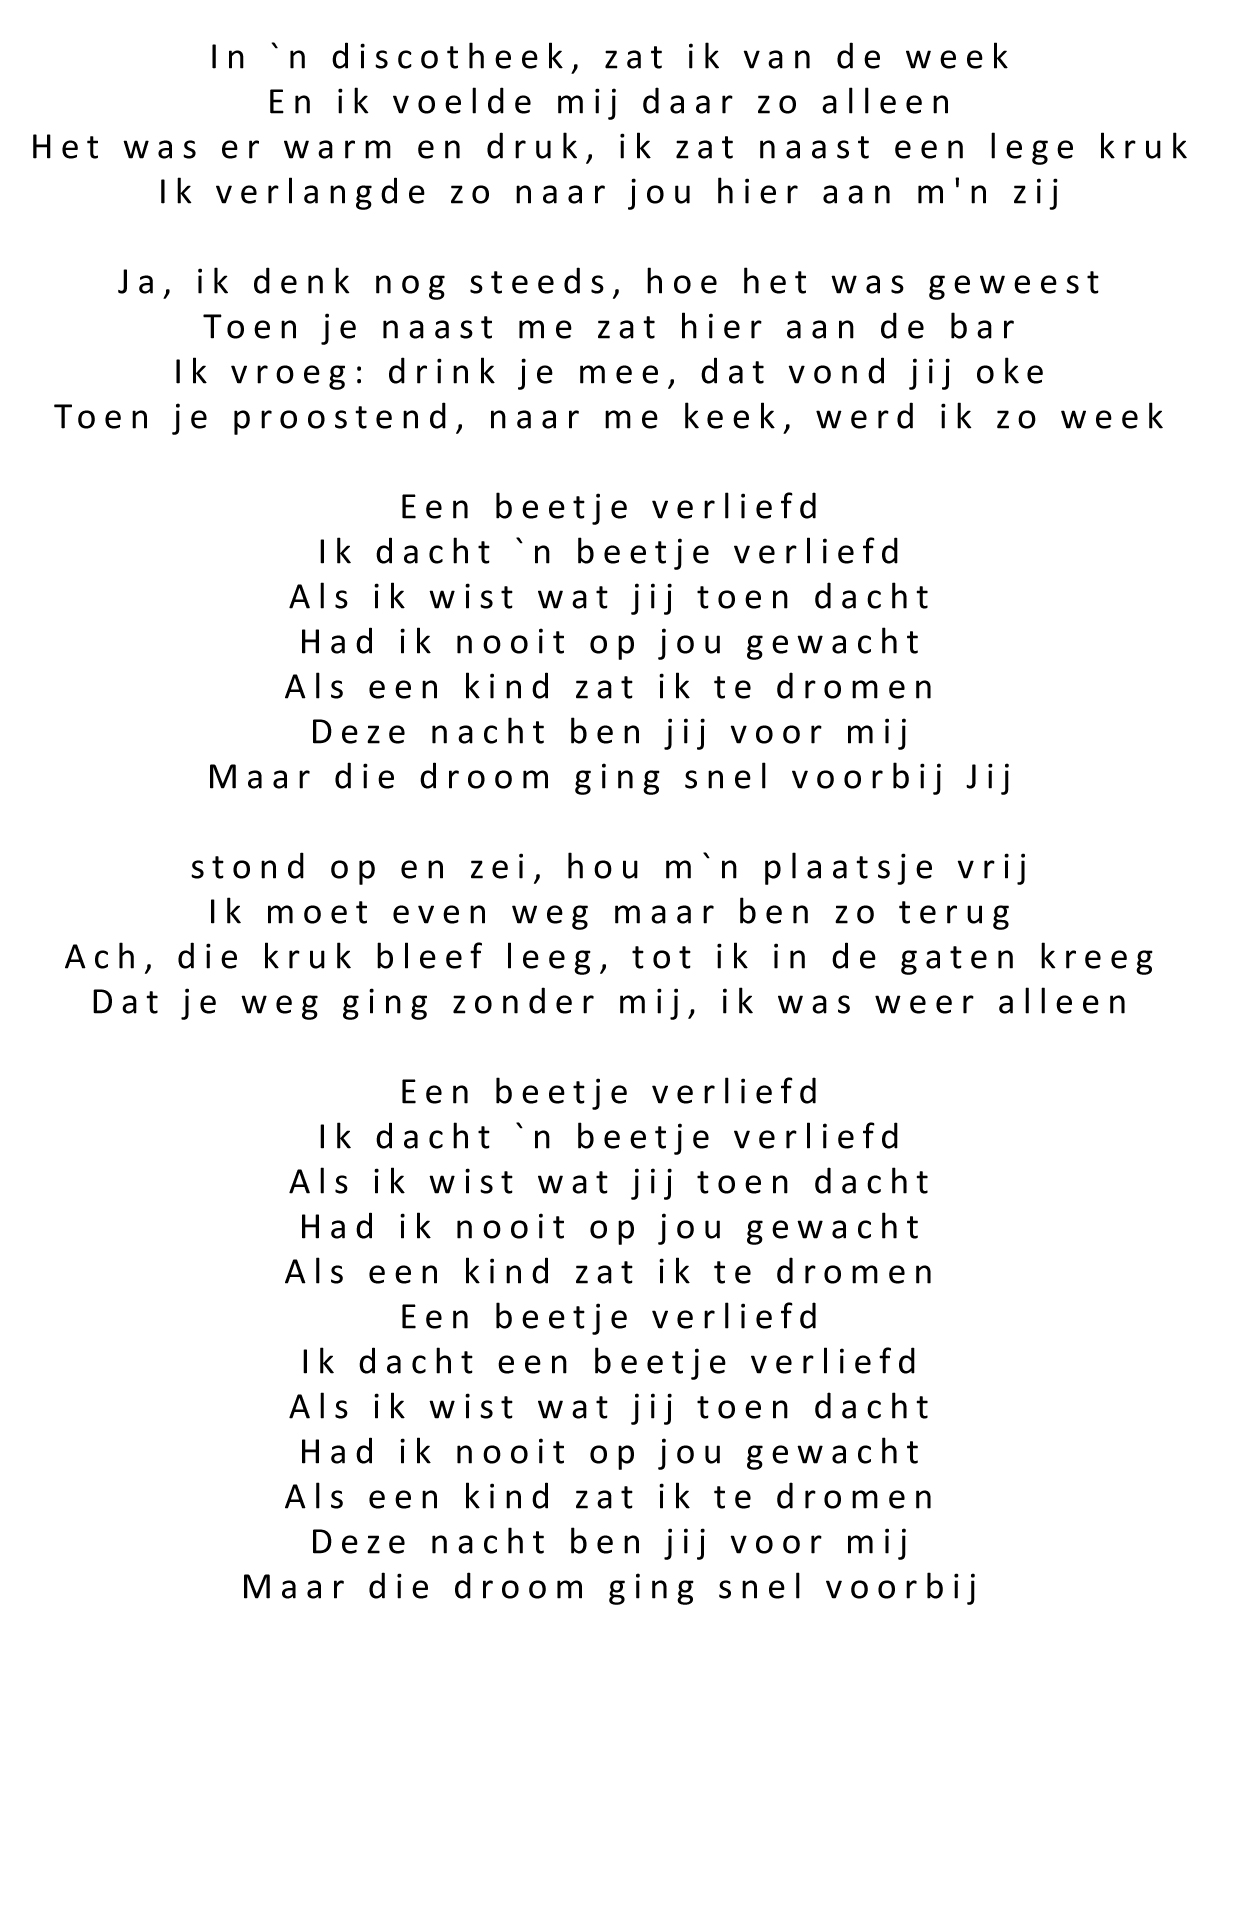 In `n discotheek, zat ik van de week
En ik voelde mij daar zo alleen
Het was er warm en druk, ik zat naast een lege kruk
Ik verlangde zo naar jou hier aan m'n zij

Ja, ik denk nog steeds, hoe het was geweest
Toen je naast me zat hier aan de bar
Ik vroeg: drink je mee, dat vond jij oke
Toen je proostend, naar me keek, werd ik zo week

Een beetje verliefd
Ik dacht `n beetje verliefd
Als ik wist wat jij toen dacht
Had ik nooit op jou gewacht
Als een kind zat ik te dromen
Deze nacht ben jij voor mij
Maar die droom ging snel voorbij Jij

stond op en zei, hou m`n plaatsje vrij
Ik moet even weg maar ben zo terug
Ach, die kruk bleef leeg, tot ik in de gaten kreeg
Dat je weg ging zonder mij, ik was weer alleen

Een beetje verliefd
Ik dacht `n beetje verliefd
Als ik wist wat jij toen dacht
Had ik nooit op jou gewacht
Als een kind zat ik te dromen
Een beetje verliefd
Ik dacht een beetje verliefd
Als ik wist wat jij toen dacht
Had ik nooit op jou gewacht
Als een kind zat ik te dromen
Deze nacht ben jij voor mij
Maar die droom ging snel voorbij